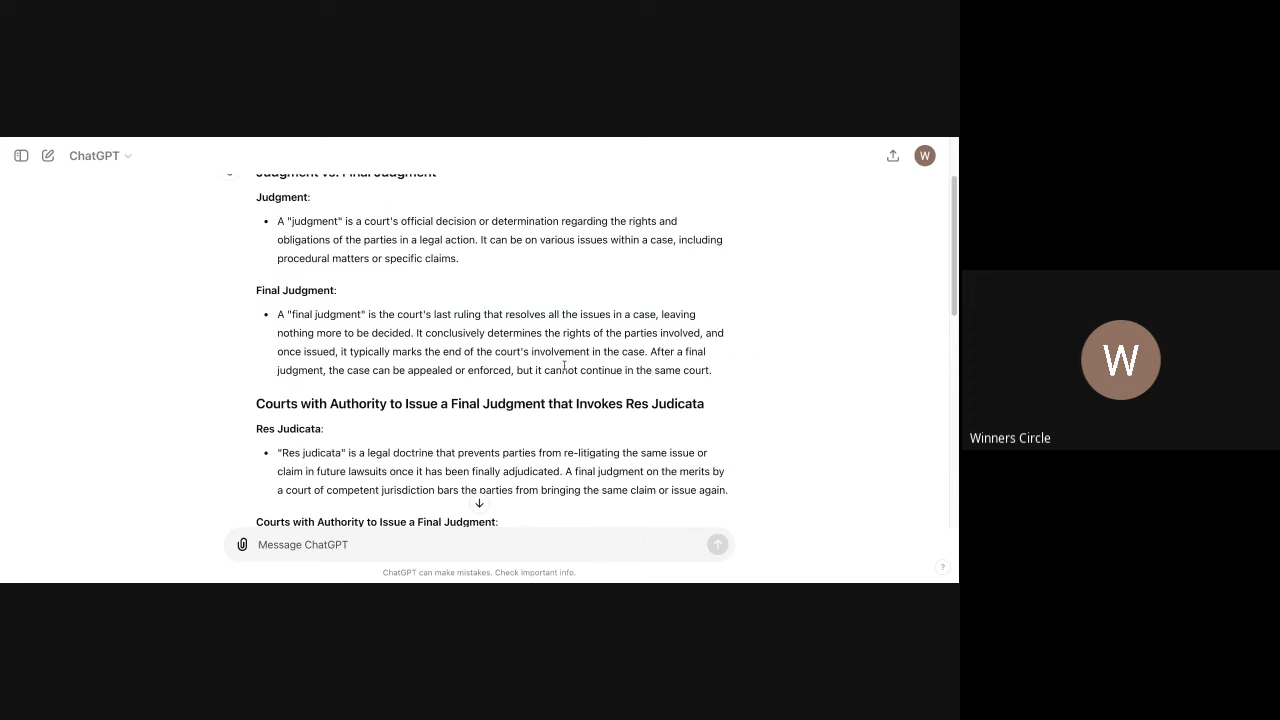 ChatGPT
W
Judgment vs. Final Judgment
Judgment:
A "judgment" is a court's official decision or determination regarding the rights and
obligations of the parties in a legal action. It can be on various issues within a case, including
procedural matters or specific claims.
Final Judgment:
A "final judgment" is the court's last ruling that resolves all the issues in a case, leaving
nothing more to be decided. It conclusively determines the rights of the parties involved, and
once issued, it typically marks the end of the court's involvement in the case. After a final
judgment, the case can be appealed or enforced, but it cannot continue in the same court.
Courts with Authority to Issue a Final Judgment that Invokes Res Judicata
Res Judicata:
"Res judicata" is a legal doctrine that prevents parties from re-litigating the same issue or
claim in future lawsuits once it has been finally adjudicated. A final judgment on the merits by
a court of competent jurisdiction bars the parties from bringing the same claim or issue again.
Courts with Authority to Issue a Final Judgment:
Message ChatGPT
ChatGPT can make mistakes. Check important info.
?
W
Winners Circle